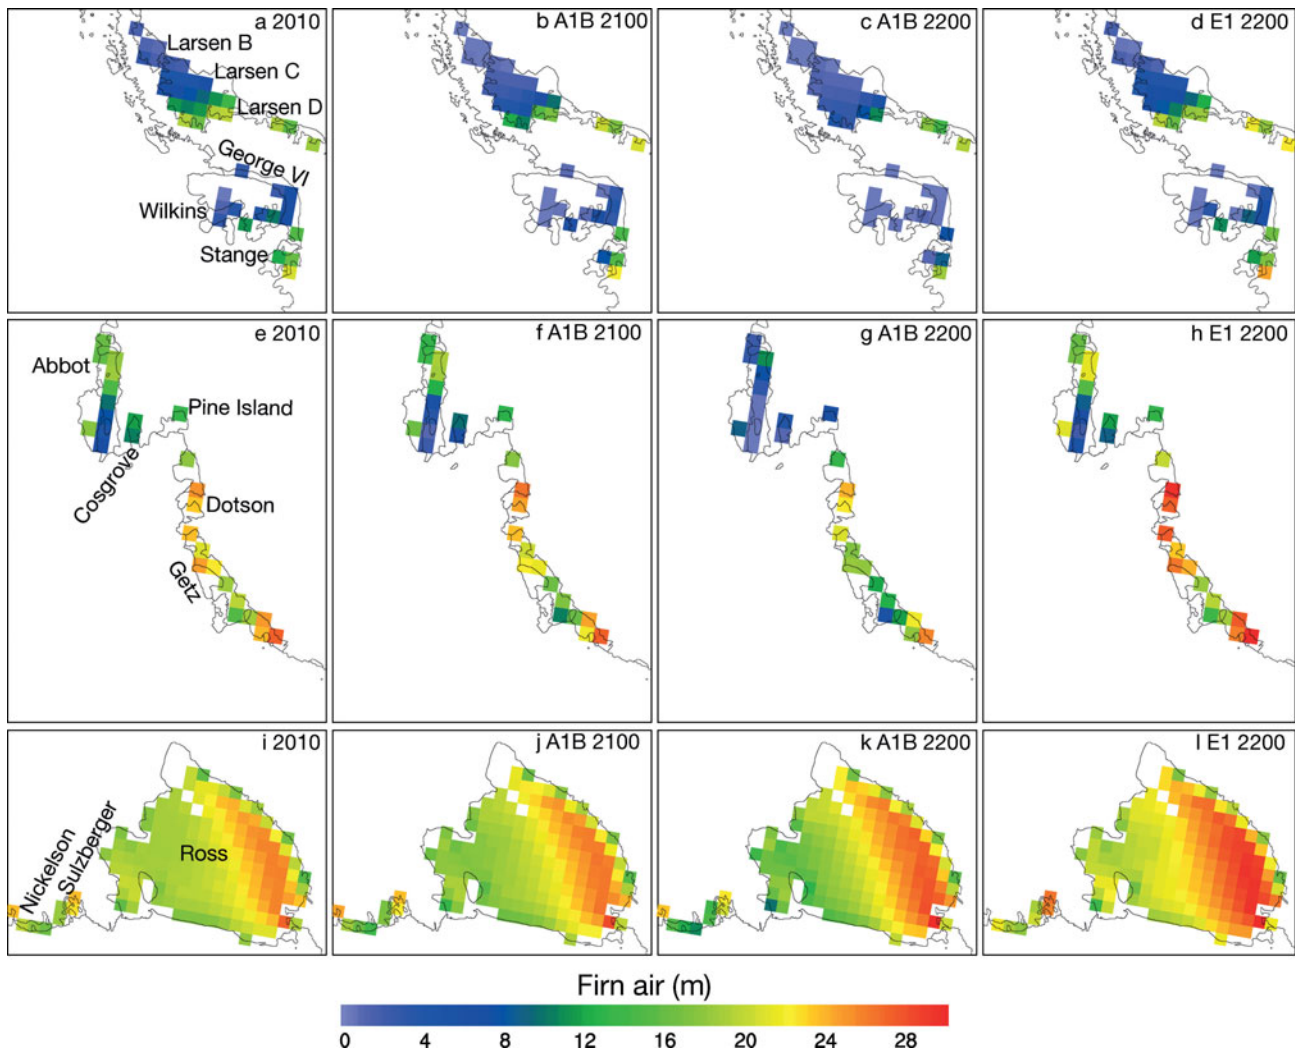 a 2010
Larsen B
Larsen C
Larsen D
George VI
Wilkins
Stange
b A1B 2100
c A1B 2200
d E1 2200
e 2010
Abbot
Pine Island
Cosgrove
Dotson
Getz
f A1B 2100
g A1B 2200
h E1 2200
i 2010
Nickelson
Sulzberger
Ross
j A1B 2100
k A1B 2200
l E1 2200
Firn air (m)
0 4 8 12 16 20 24 28